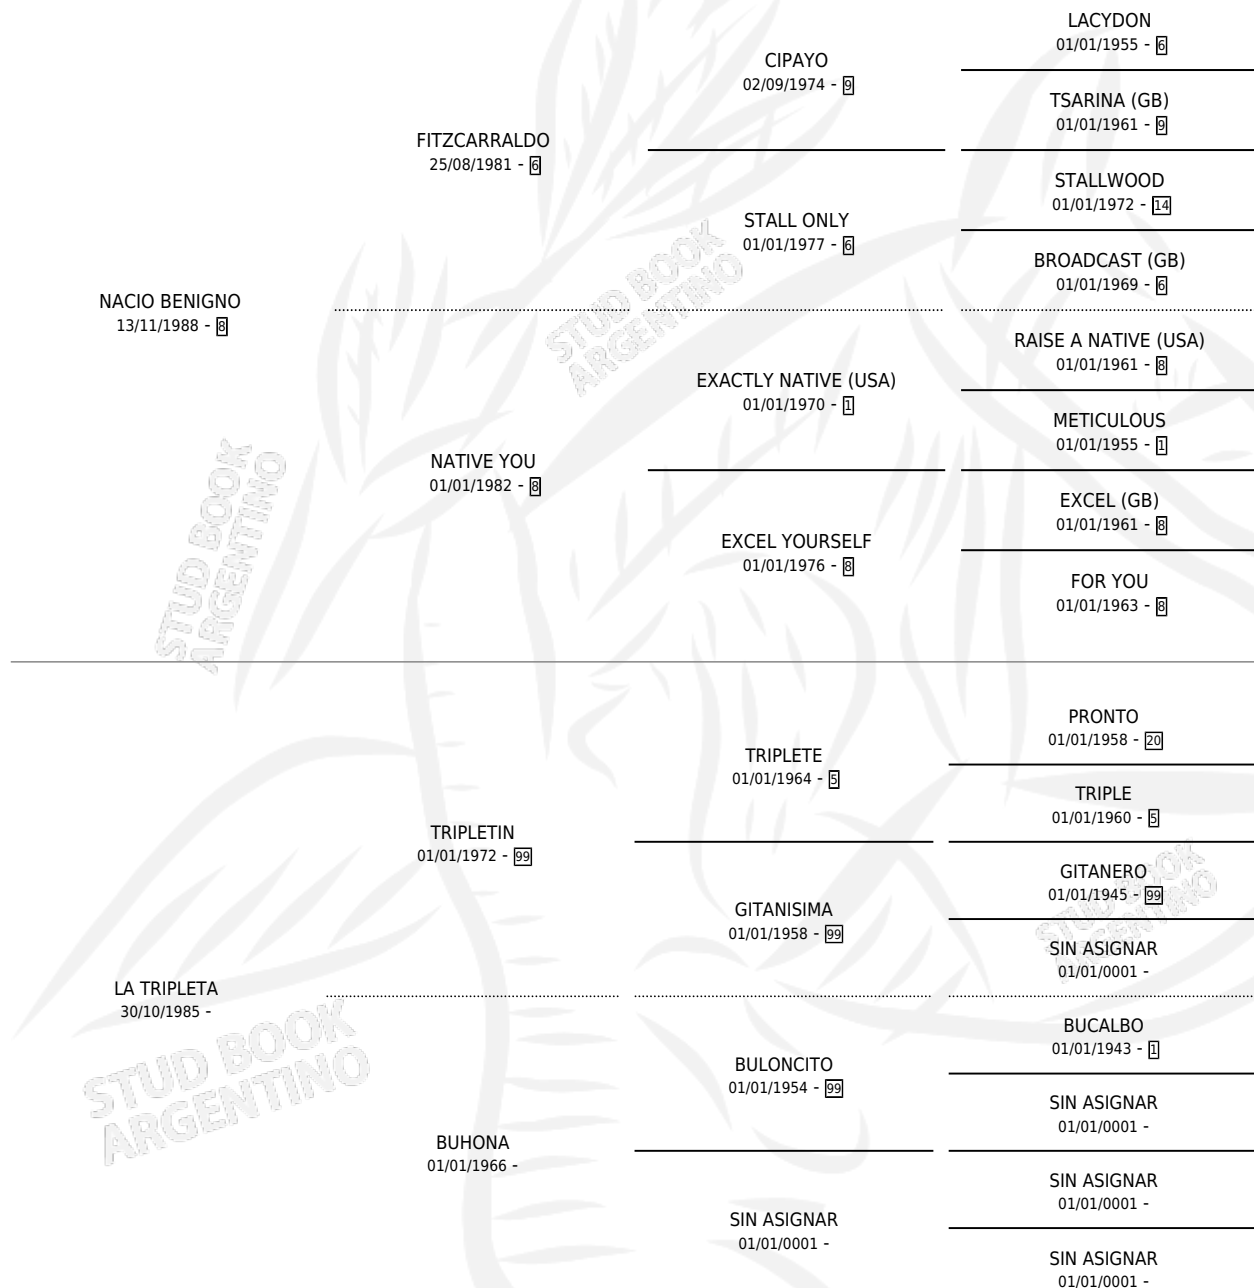 LACYDON
01/01/1955 - 6
CIPAYO
02/09/1974 - 9
TSARINA (GB)
01/01/1961 - 9
FITZCARRALDO
25/08/1981 - 6
STALLWOOD
01/01/1972 - 14
STALL ONLY
01/01/1977 - 6
BROADCAST (GB)
01/01/1969 - 6
NACIO BENIGNO
13/11/1988 - 8
STUD BOOK
ARGENTINO
RAISE A NATIVE (USA)
01/01/1961 - 8
EXACTLY NATIVE (USA)
01/01/1970 - 1
METICULOUS
01/01/1955 - 1
NATIVE YOU
01/01/1982 - 8
EXCEL (GB)
01/01/1961 - 8
EXCEL YOURSELF
01/01/1976 - 8
FOR YOU
01/01/1963 - 8
STUD BOOK
ARGENTINO
PRONTO
01/01/1958 - 20
TRIPLETE
01/01/1964 - 5
TRIPLE
01/01/1960 - 5
TRIPLETIN
01/01/1972 - 99
GITANERO
01/01/1945 - 99
GITANISIMA
01/01/1958 - 99
STUD BOOK
ARGENTINO
SIN ASIGNAR
01/01/0001 -
LA TRIPLETA
30/10/1985 -
STUD BOOK
ARGENTINO
BUCALBO
01/01/1943 - 1
BULONCITO
01/01/1954 - 99
SIN ASIGNAR
01/01/0001 -
BUHONA
01/01/1966 -
SIN ASIGNAR
01/01/0001 -
SIN ASIGNAR
01/01/0001 -
SIN ASIGNAR
01/01/0001 -